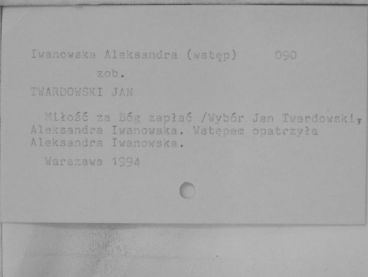 Iwanowska Aleksandra (wstęp) 090
zob.
TWARDOWSKI JAN
Miłość za Bóg zapłać /Wybór Jan Twardowski,
Aleksandra Iwanowska. Wstępem opatrzyła
Aleksandra Iwanowska.
Warszawa 1994